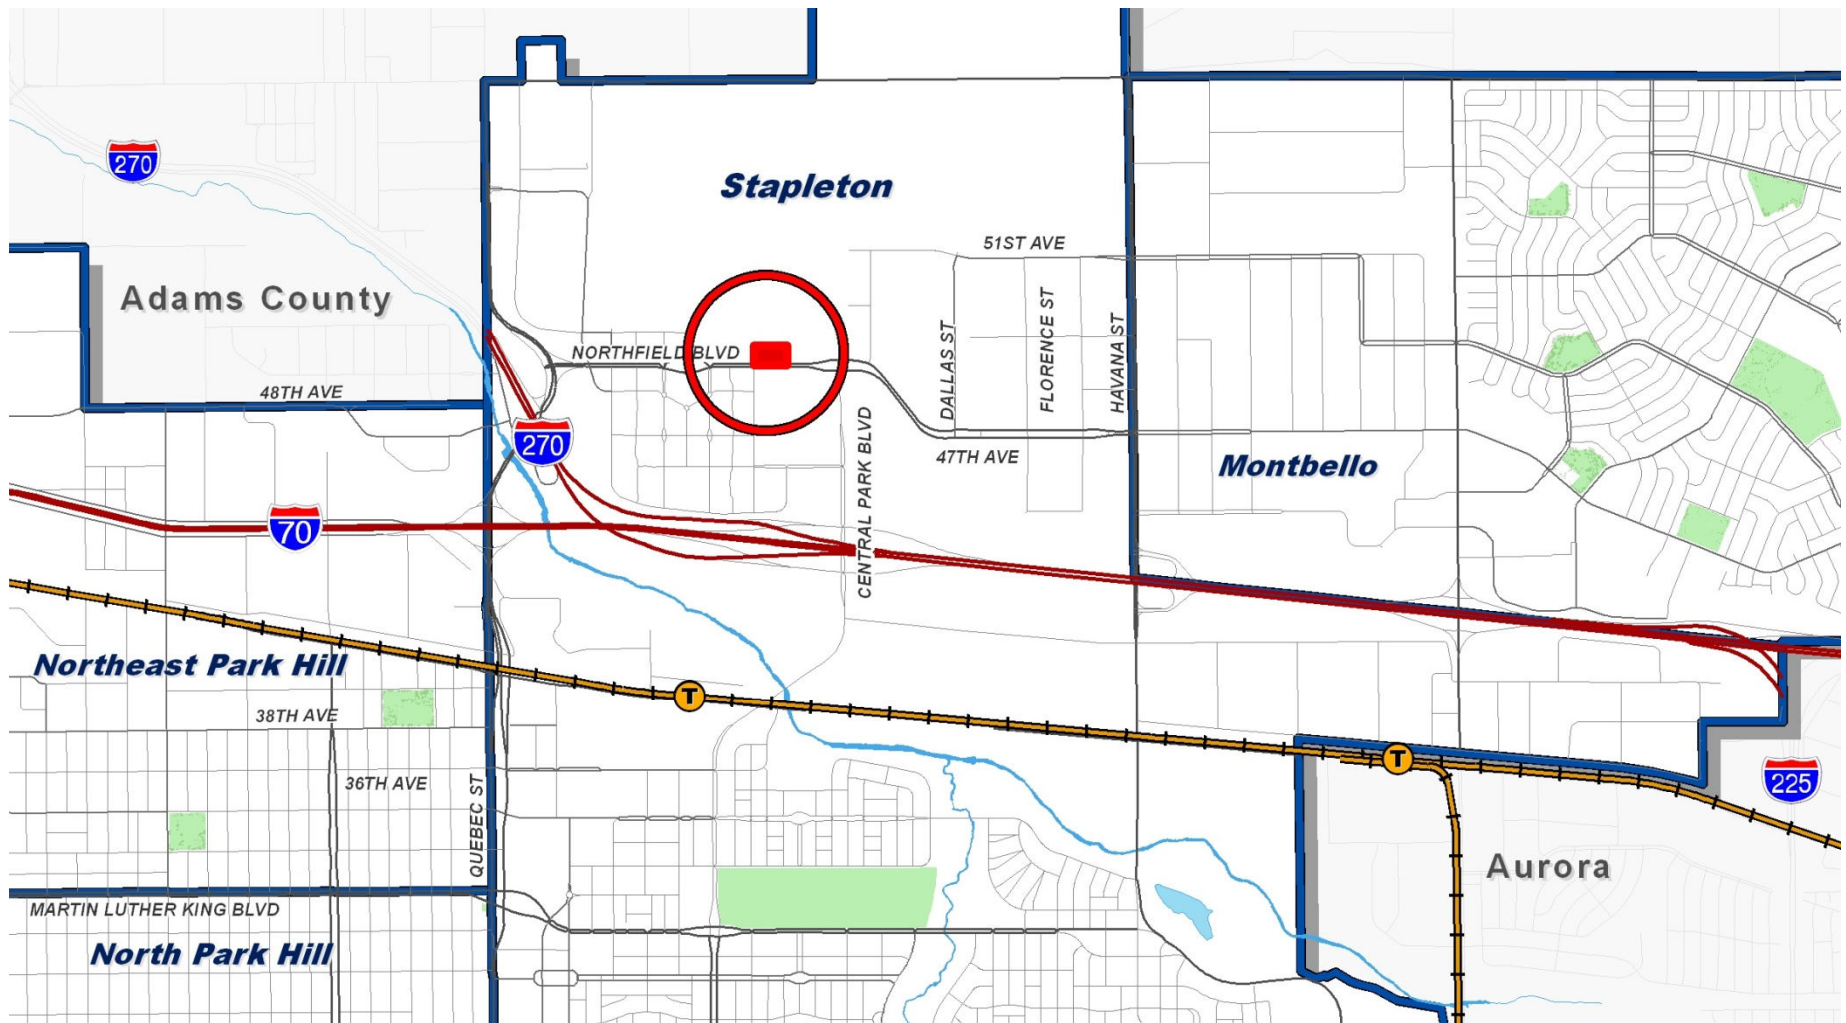 270
Stapleton
51ST AVE
Adams County
FLORENCE ST
HAVANA ST
DALLAS ST
NORTHFIELD BLVD
48TH AVE
CENTRAL PARK BLVD
270
47TH AVE
Montbello
70
Northeast Park Hill
T
38TH AVE
T
36TH AVE
QUEBEC ST
225
Aurora
MARTIN LUTHER KING BLVD
North Park Hill